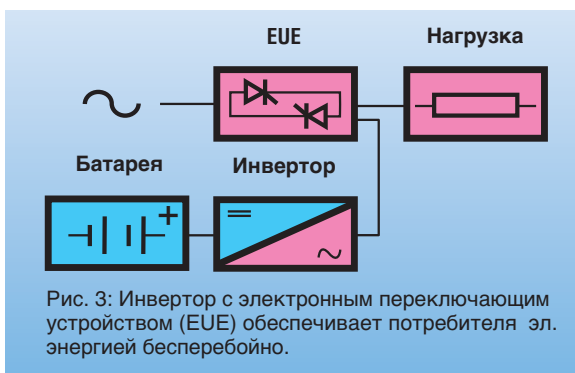 EUE Нагрузка
Батарея Инвертор
Рис. 3: Инвертор с электронным переключающим
устройством (EUE) обеспечивает потребителя эл.
энергией бесперебойно.